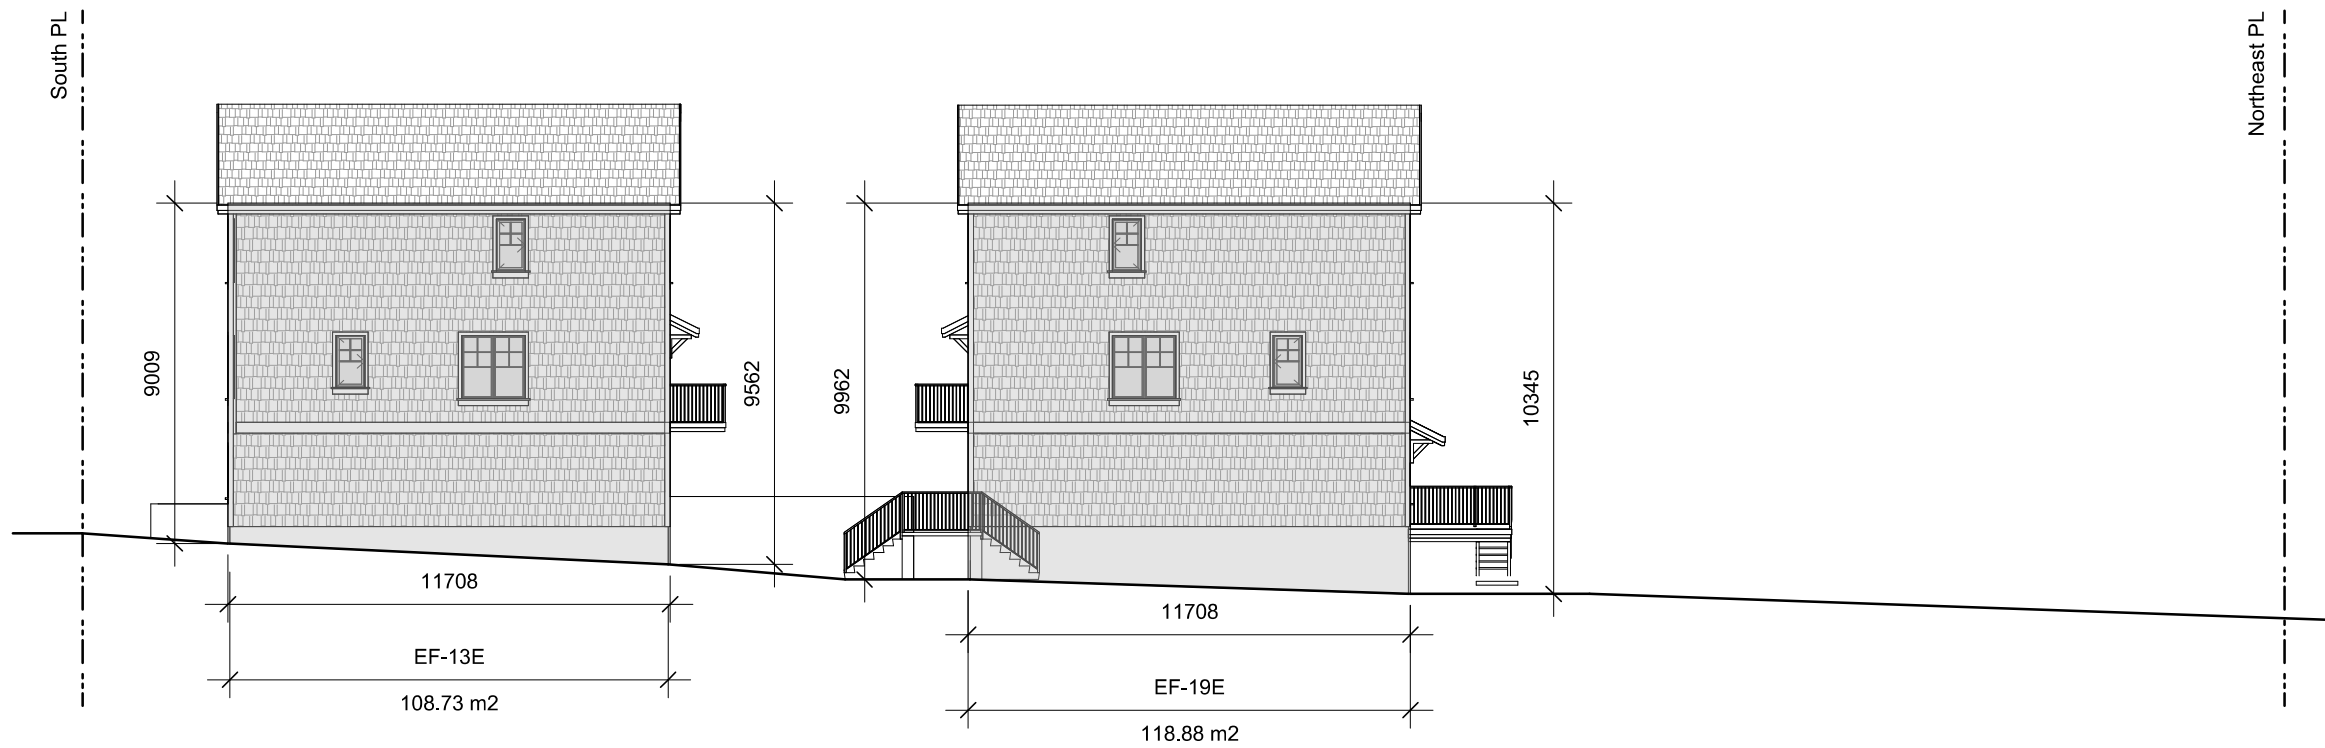 South PL
Northeast PL
9009
9562
9962
10345
11708
EF-13E
108.73 m2
11708
EF-19E
118.88 m2